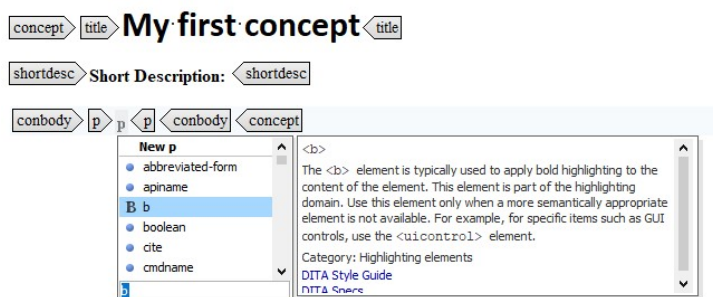 concept title My first concept title
shortdesc Short Description: shortdesc
conbody p p p conbody concept
New p
abbreviated-form
apiname
B b
boolean
cite
cmdname
b
<b>
The <b> element is typically used to apply bold highlighting to the
content of the element. This element is part of the highlighting
domain. Use this element only when a more semantically appropriate
element is not available. For example, for specific items such as GUI
controls, use the <uicontrol> element.
Category: Highlighting elements
DITA Style Guide
DITA Specs